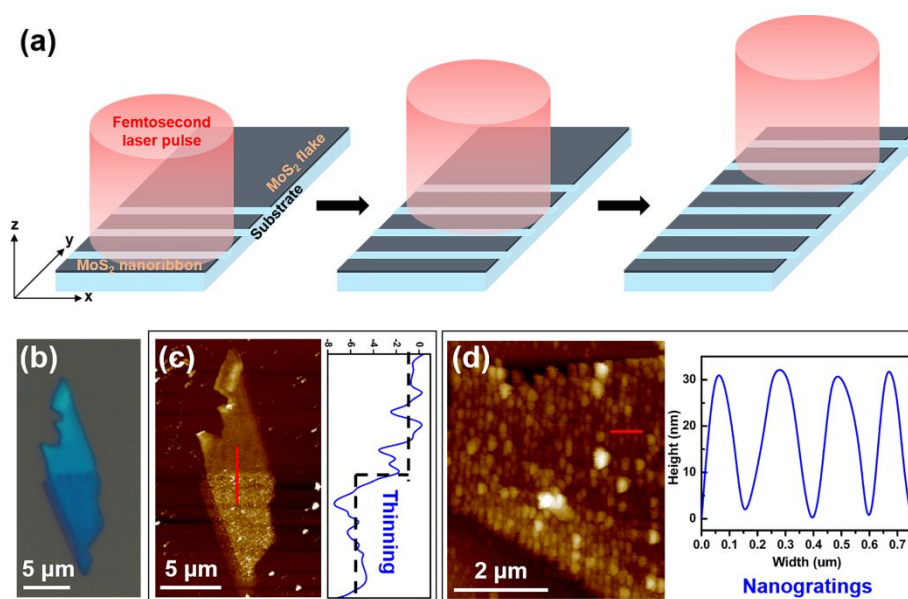 (a)
Femtosecond
laser pulse
MoS₂ flake
Substrate
MoS₂ nanoribbon
z
y
x
(b)
5 μm
(c)
5 μm
-8 -6 -4 -2 0
Thinning
(d)
2 μm
30
20
10
0
Height (nm)
0.0 0.1 0.2 0.3 0.4 0.5 0.6 0.7
Width (um)
Nanogratings